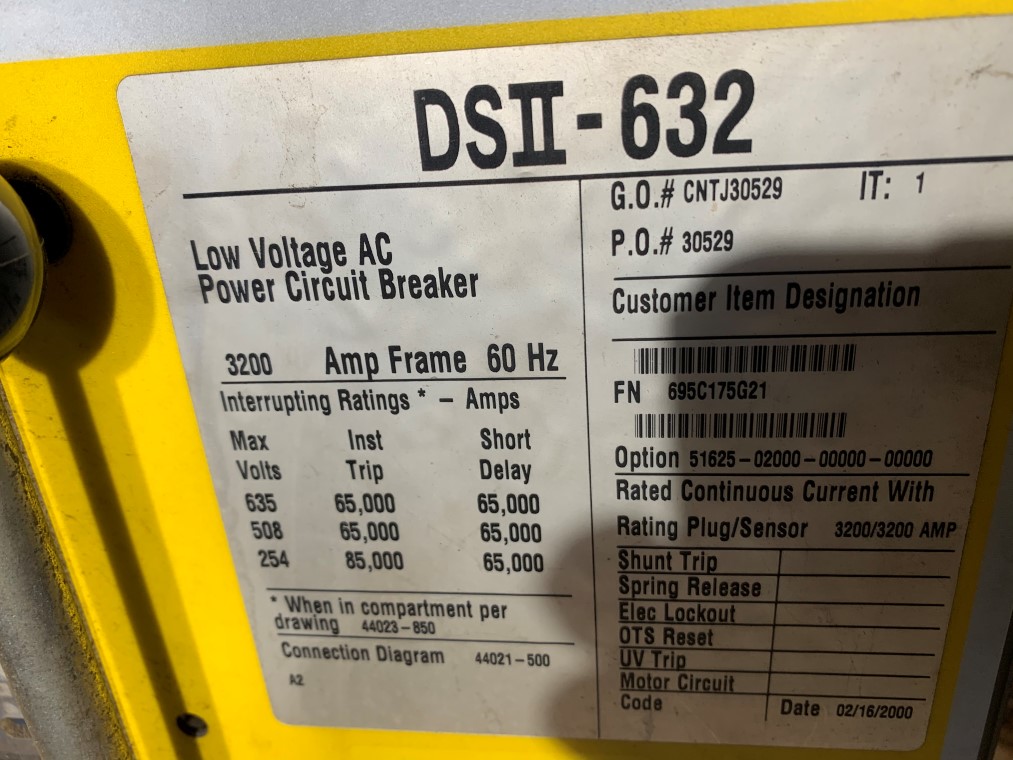 DSII-632
Low Voltage AC
Power Circuit Breaker
3200 Amp Frame 60 Hz
Interrupting Ratings * – Amps
Max Inst Short
Volts Trip Delay
635 65,000 65,000
508 65,000 65,000
254 85,000 65,000
* When in compartment per
drawing 44023-850
Connection Diagram 44021-500
A2
G.O.# CNTJ30529 IT: 1
P.O.# 30529
Customer Item Designation
FN 695C175G21
Option 51625-02000-00000-00000
Rated Continuous Current With
Rating Plug/Sensor 3200/3200 AMP
Shunt Trip
Spring Release
Elec Lockout
OTS Reset
UV Trip
Motor Circuit
Code Date 02/16/2000